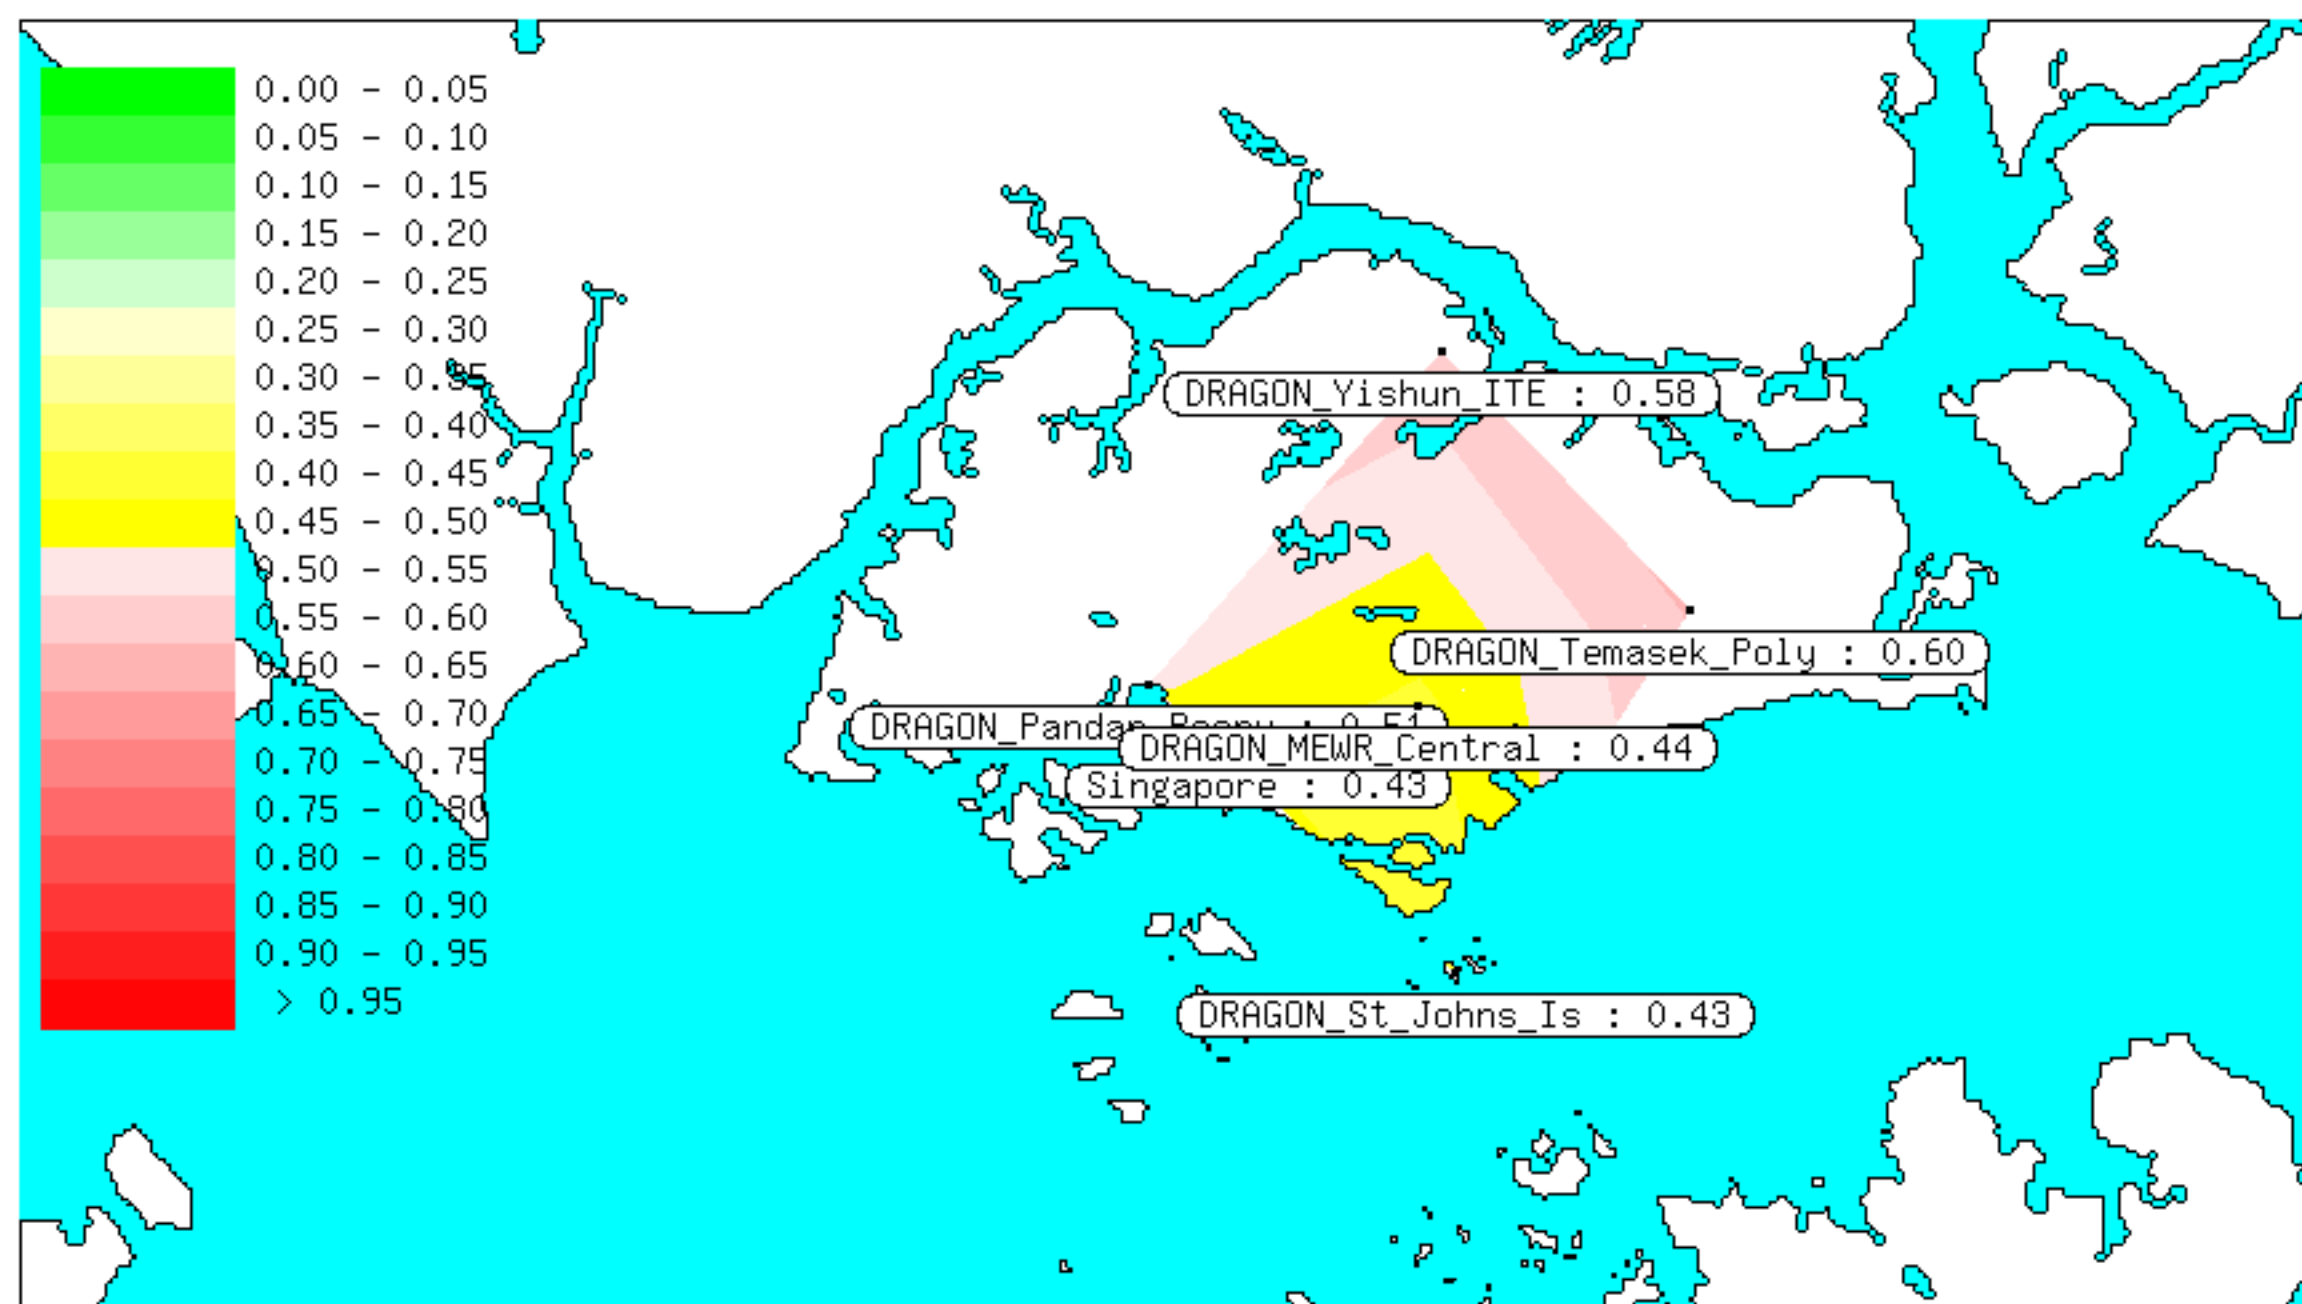 0.00 - 0.05
0.05 - 0.10
0.10 - 0.15
0.15 - 0.20
0.20 - 0.25
0.25 - 0.30
0.30 - 0.35
0.35 - 0.40
0.40 - 0.45
0.45 - 0.50
0.50 - 0.55
0.55 - 0.60
0.60 - 0.65
0.65 - 0.70
0.70 - 0.75
0.75 - 0.80
0.80 - 0.85
0.85 - 0.90
0.90 - 0.95
> 0.95
DRAGON_Yishun_ITE : 0.58
DRAGON_Temasek_Poly : 0.60
: 0.51
DRAGON_MEWR_Central : 0.44
Singapore : 0.43
DRAGON_St_Johns_Is : 0.43